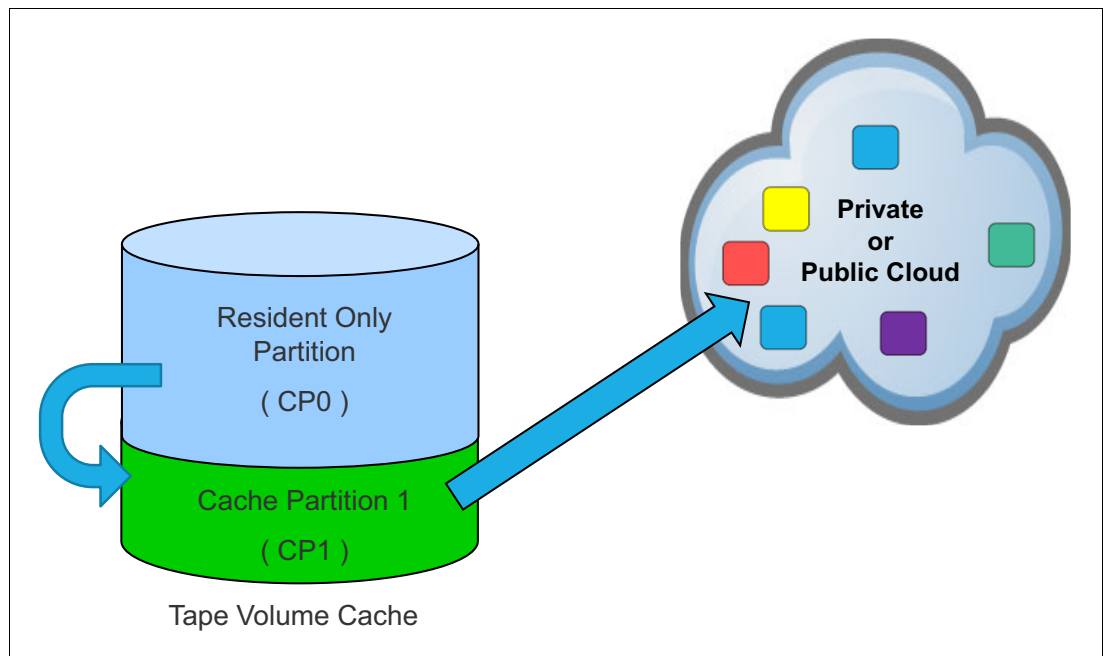 Private
or
Public Cloud
Resident Only
Partition
( CP0 )
Cache Partition 1
( CP1 )
Tape Volume Cache